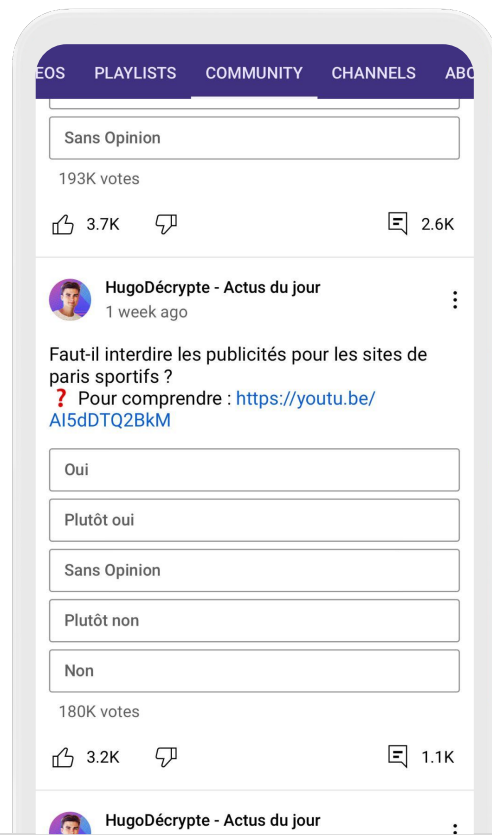 EOS PLAYLISTS COMMUNITY CHANNELS ABC
Sans Opinion
193K votes
3.7K 2.6K
HugoDécrypte - Actus du jour
1 week ago
Faut-il interdire les publicités pour les sites de
paris sportifs ?
❓ Pour comprendre : https://youtu.be/
AI5dDTQ2BkM
Oui
Plutôt oui
Sans Opinion
Plutôt non
Non
180K votes
3.2K 1.1K
HugoDécrypte - Actus du jour